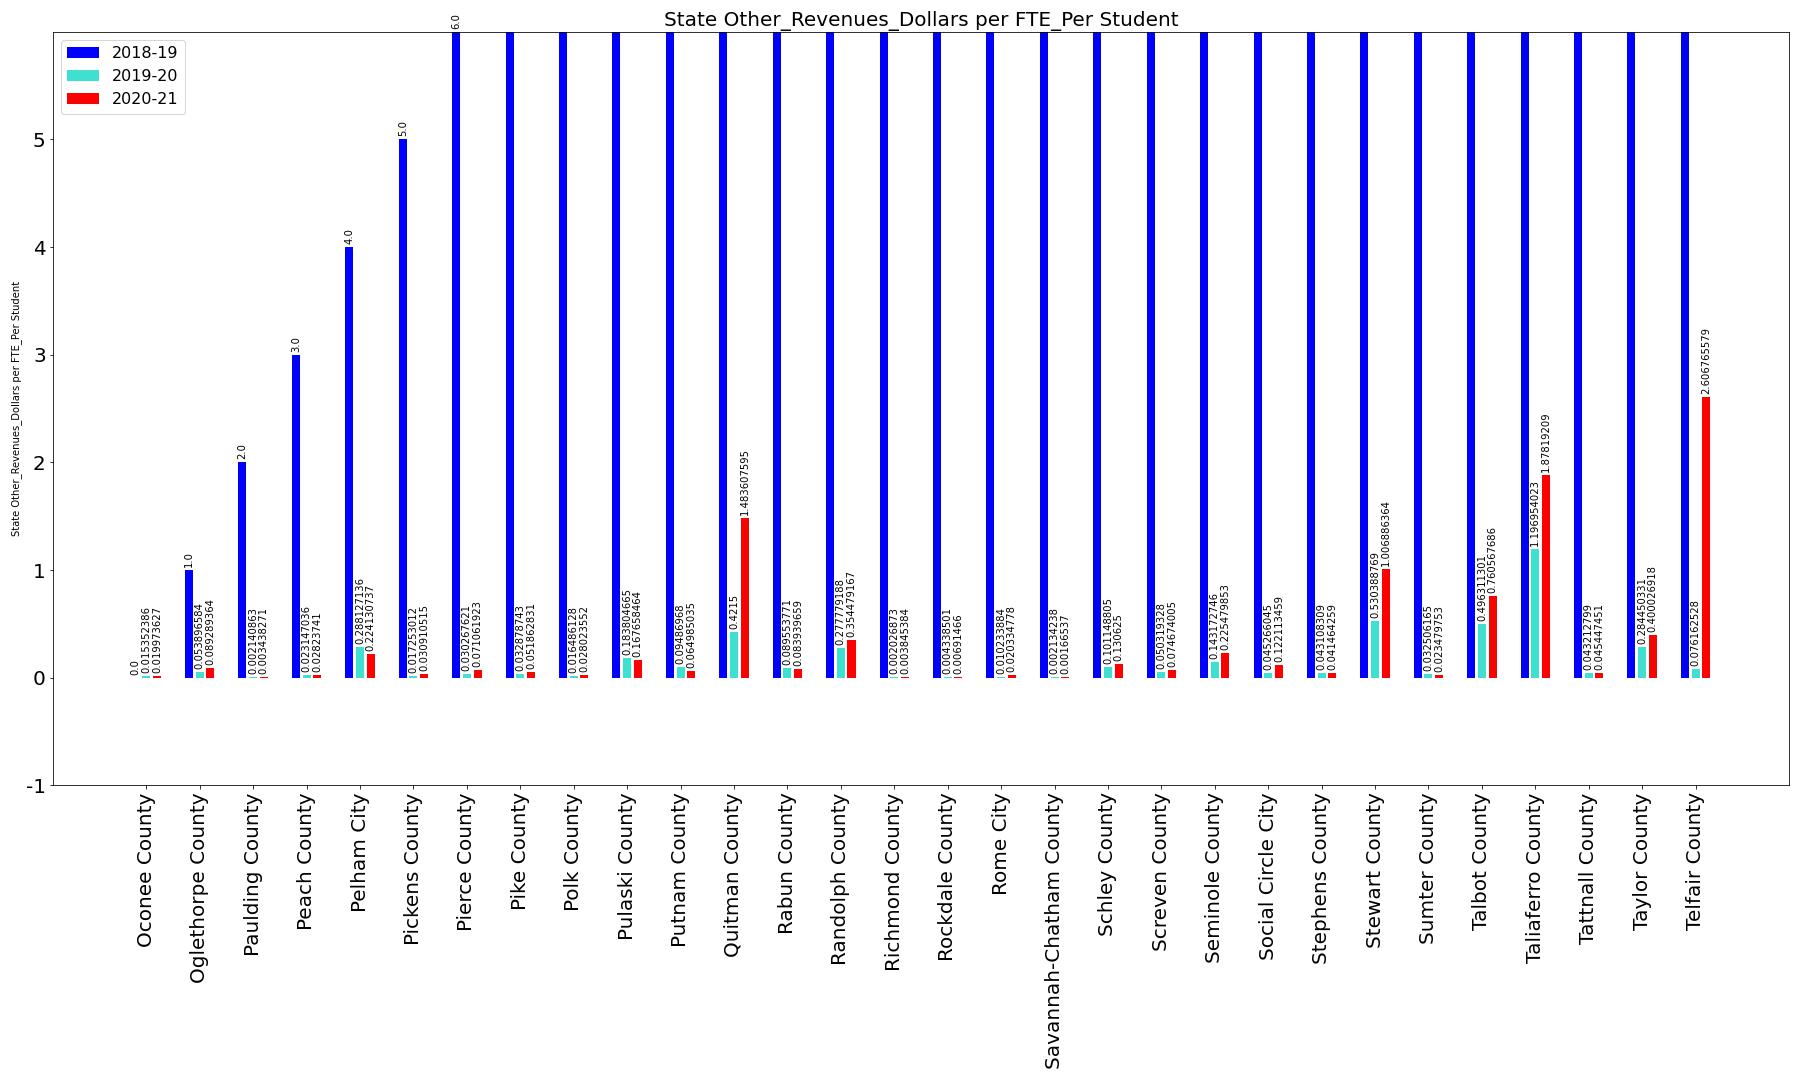 State Other_Revenues_Dollars per FTE_Per Student
2018-19
2019-20
2020-21
State Other_Revenues_Dollars per FTE_Per Student
5
4
3
2
1
0
-1
0.0
0.015352386
0.019973627
1.0
0.053896584
0.089289364
2.0
0.002140863
0.003438271
3.0
0.023147036
0.02823741
4.0
0.288127136
0.224130737
5.0
0.017253012
0.030910515
6.0
0.030267621
0.071061923
0.032878743
0.051862831
0.016486128
0.028023552
0.183804665
0.167658464
0.09486968
0.064985035
0.4215
1.483607595
0.089553771
0.083939659
0.277779188
0.354479167
0.002026873
0.003845384
0.004338501
0.00691466
0.010233884
0.020334778
0.002134238
0.00166537
0.101148805
0.130625
0.050319328
0.074674005
0.143172746
0.222547985
0.045266045
0.122113459
0.043108309
0.041464259
0.530388769
1.006886364
0.032506165
0.023479753
0.496311301
0.760567686
1.196954023
1.87819209
0.043212799
0.045447451
0.284450331
0.400026918
0.076162528
2.606765579
Oconee County
Oglethorpe County
Paulding County
Peach County
Pelham City
Pickens County
Pierce County
Pike County
Polk County
Pulaski County
Putnam County
Quitman County
Rabun County
Randolph County
Richmond County
Rockdale County
Rome City
Savannah-Chatham County
Schley County
Screven County
Seminole County
Social Circle City
Stephens County
Stewart County
Sumter County
Talbot County
Taliaferro County
Tattnall County
Taylor County
Telfair County